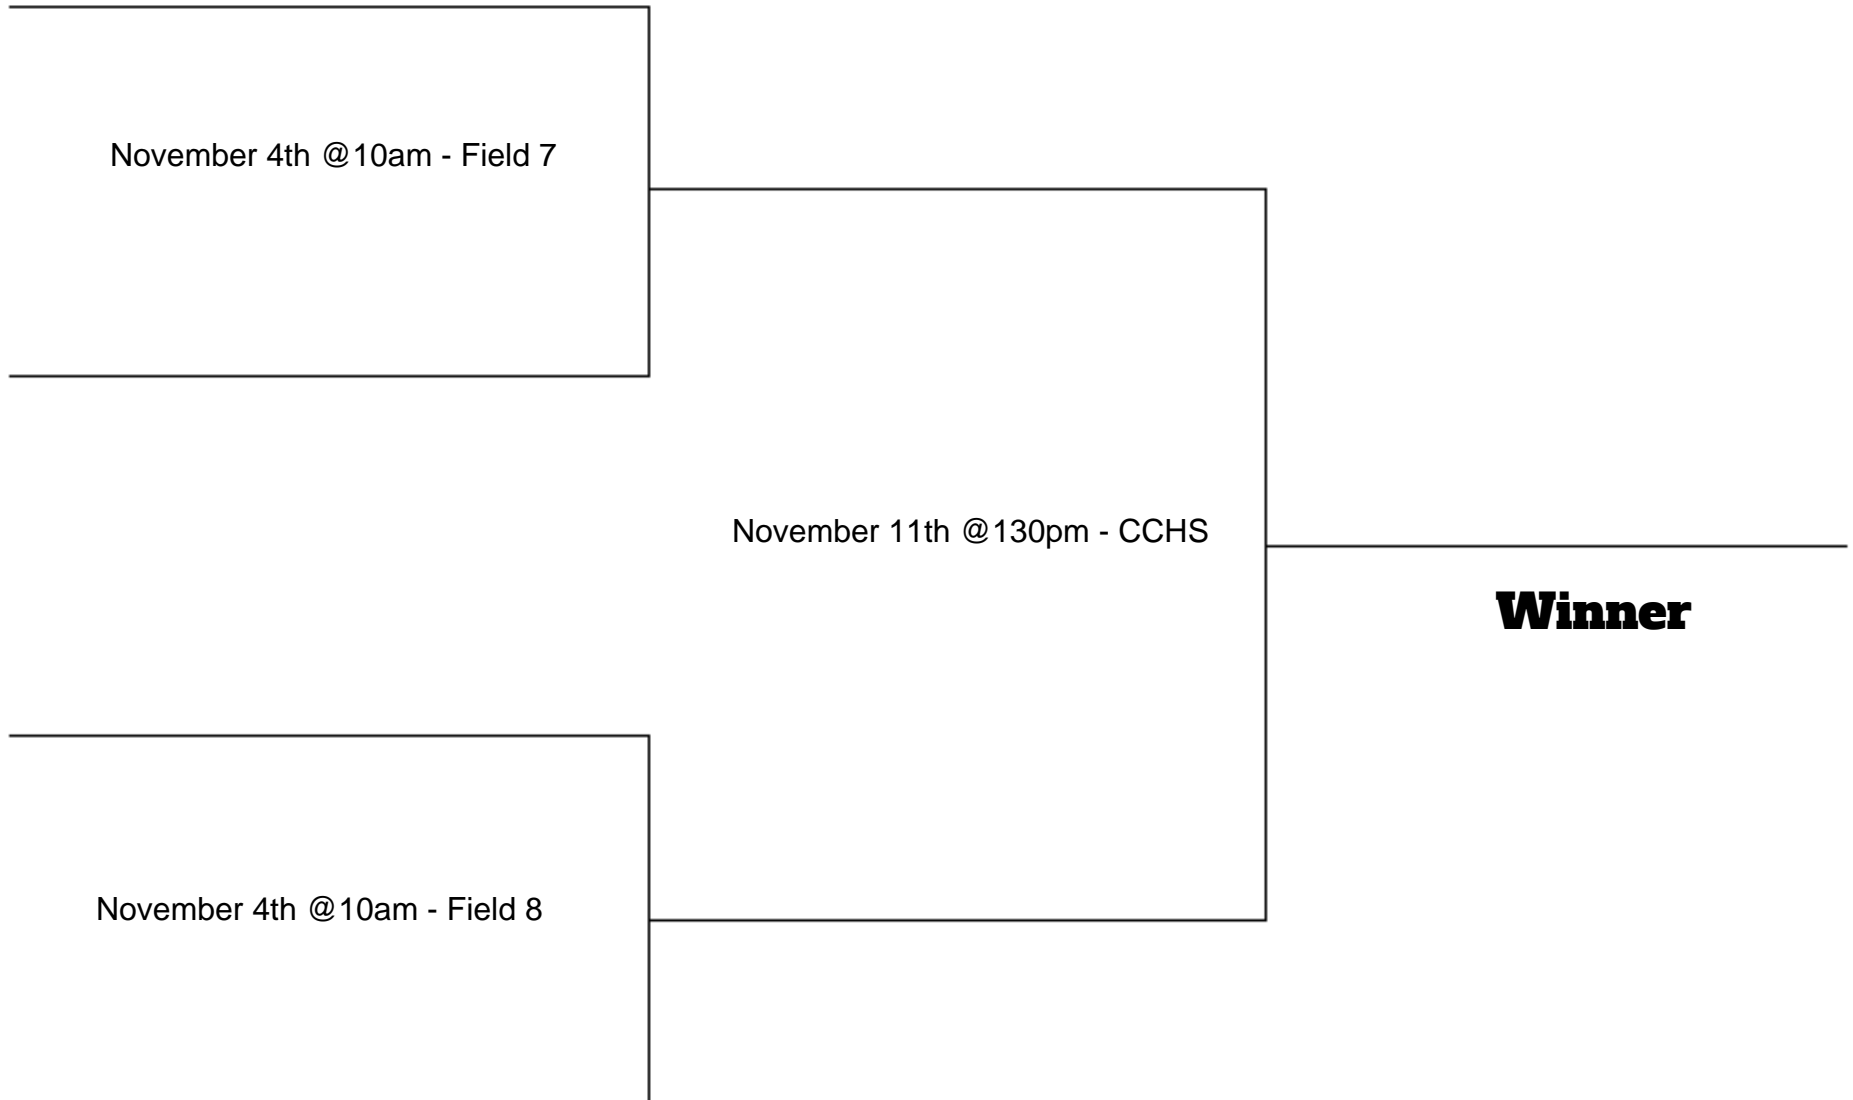 November 4th @10am - Field 7
November 11th @130pm - CCHS
Winner
November 4th @10am - Field 8